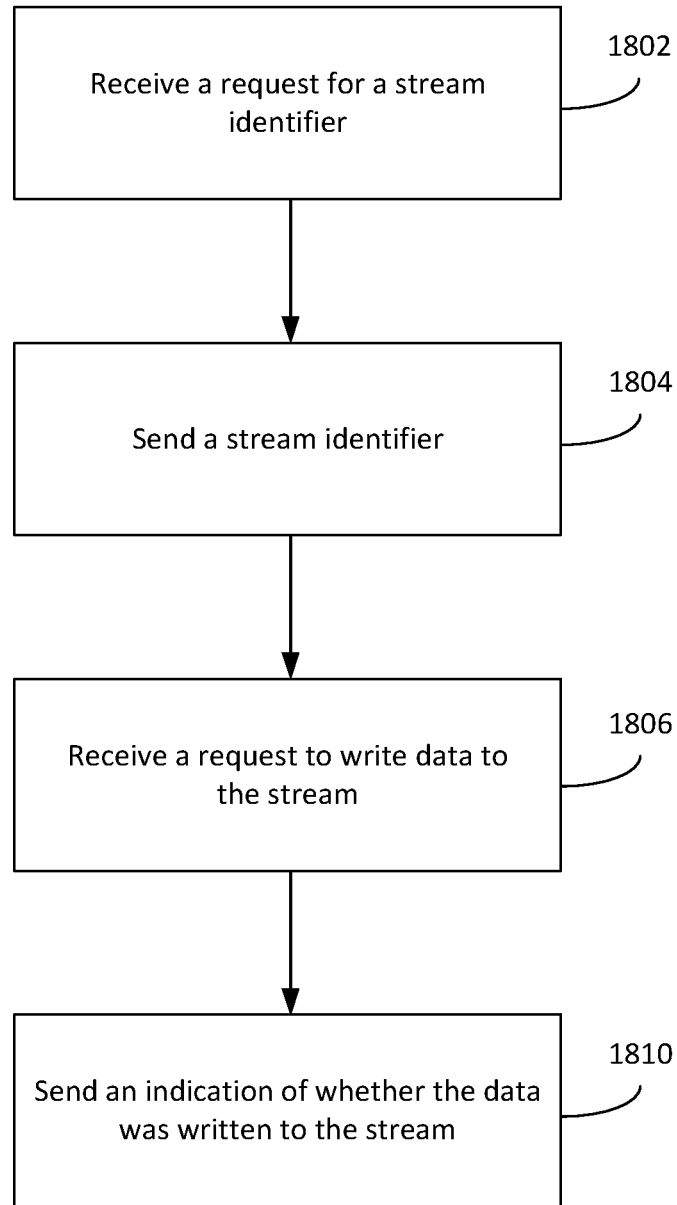 1802
Receive a request for a stream
identifier
1804
Send a stream identifier
1806
Receive a request to write data to
the stream
1810
Send an indication of whether the data
was written to the stream